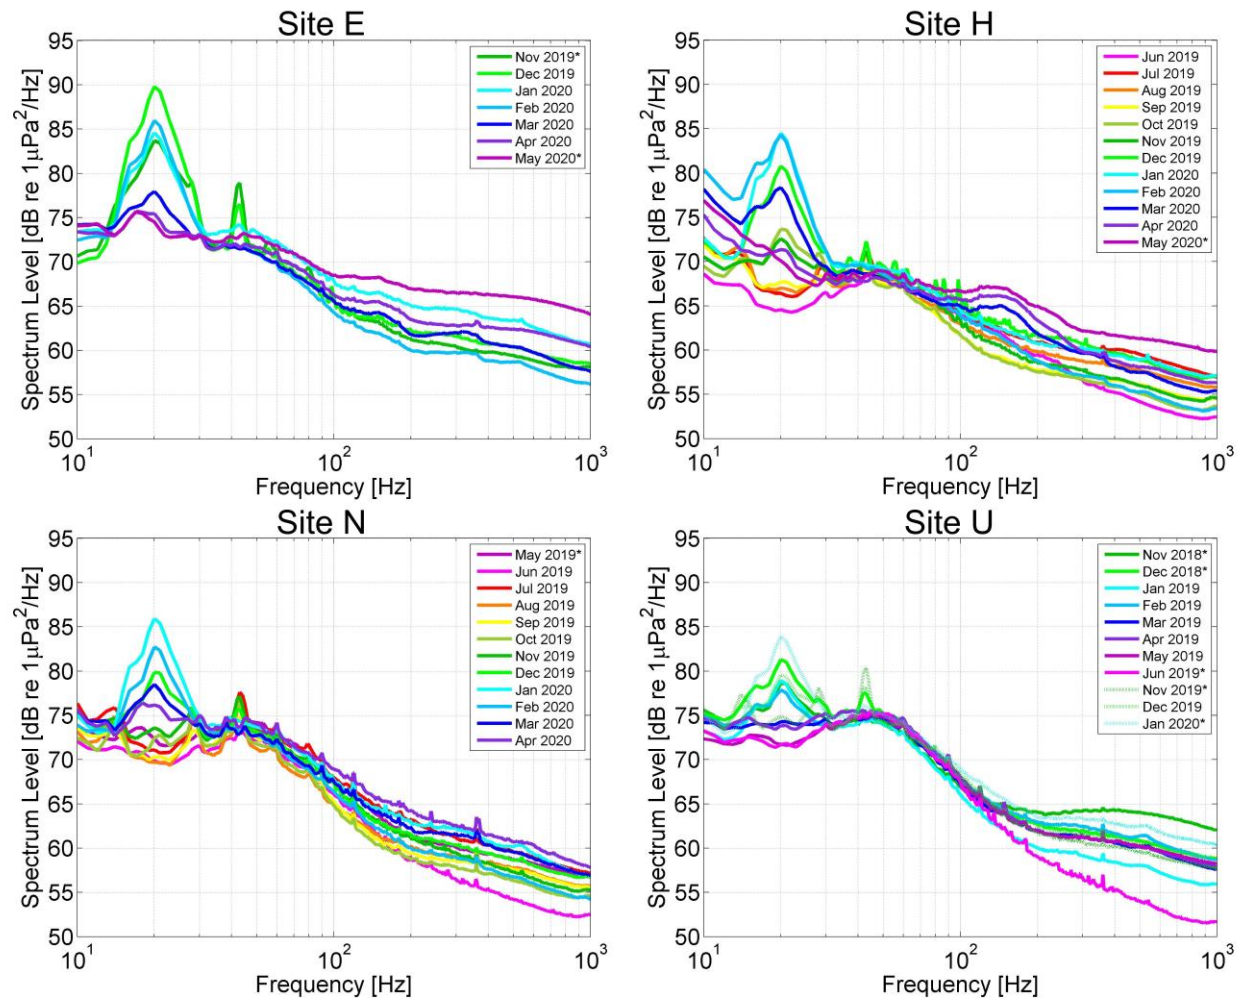 Site E
95
90
85
80
75
70
65
60
55
50
Spectrum Level [dB re 1µPa²/Hz]
Nov 2019*
Dec 2019
Jan 2020
Feb 2020
Mar 2020
Apr 2020
May 2020*
10¹ 10² 10³
Frequency [Hz]
Site H
95
90
85
80
75
70
65
60
55
50
Spectrum Level [dB re 1µPa²/Hz]
Jun 2019
Jul 2019
Aug 2019
Sep 2019
Oct 2019
Nov 2019
Dec 2019
Jan 2020
Feb 2020
Mar 2020
Apr 2020
May 2020*
10¹ 10² 10³
Frequency [Hz]
Site N
95
90
85
80
75
70
65
60
55
50
Spectrum Level [dB re 1µPa²/Hz]
May 2019*
Jun 2019
Jul 2019
Aug 2019
Sep 2019
Oct 2019
Nov 2019
Dec 2019
Jan 2020
Feb 2020
Mar 2020
Apr 2020
10¹ 10² 10³
Frequency [Hz]
Site U
95
90
85
80
75
70
65
60
55
50
Spectrum Level [dB re 1µPa²/Hz]
Nov 2018*
Dec 2018*
Jan 2019
Feb 2019
Mar 2019
Apr 2019
May 2019
Jun 2019*
Nov 2019*
Dec 2019
Jan 2020*
10¹ 10² 10³
Frequency [Hz]